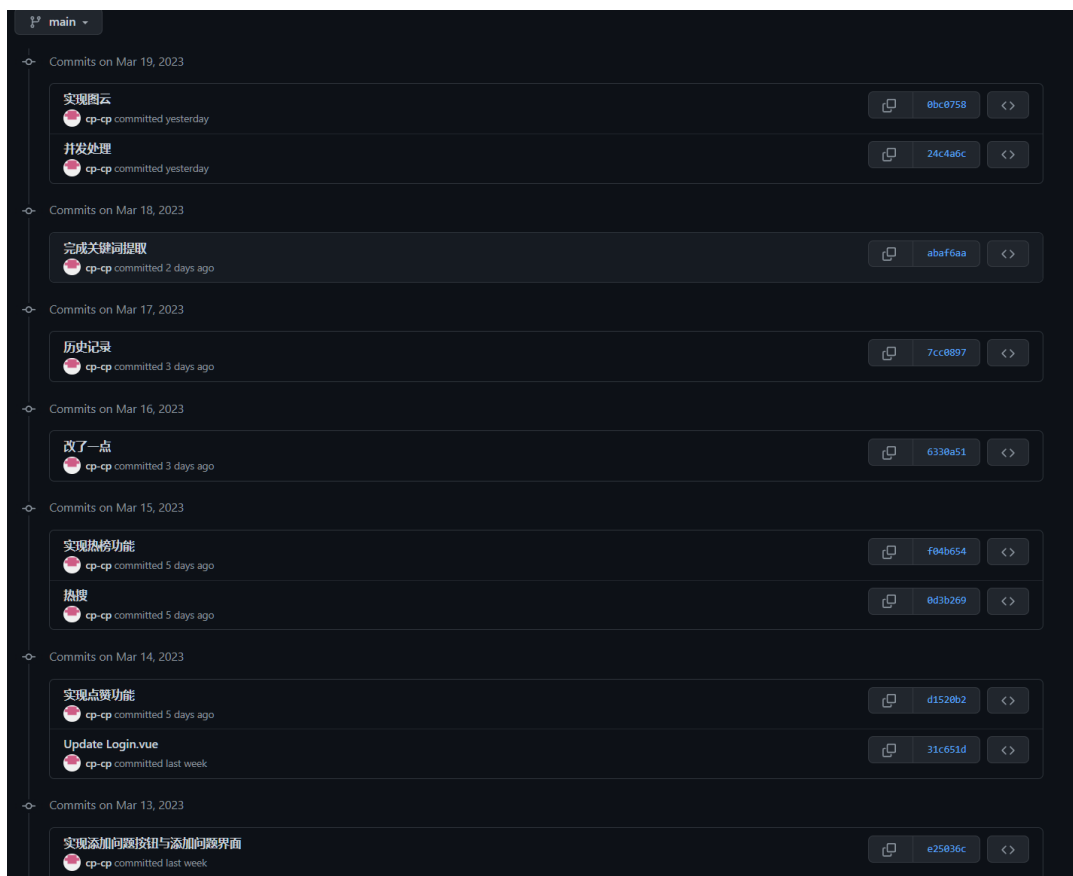 main
Commits on Mar 19, 2023
实现图云
0bc0758
cp-cp committed yesterday
并发处理
24c4a6c
cp-cp committed yesterday
Commits on Mar 18, 2023
完成关键词提取
abaf6aa
cp-cp committed 2 days ago
Commits on Mar 17, 2023
历史记录
7cc0897
cp-cp committed 3 days ago
Commits on Mar 16, 2023
改了一点
6330a51
cp-cp committed 3 days ago
Commits on Mar 15, 2023
实现热榜功能
f04b654
cp-cp committed 5 days ago
热搜
0d3b269
cp-cp committed 5 days ago
Commits on Mar 14, 2023
实现点赞功能
d1520b2
cp-cp committed 5 days ago
Update Login.vue
31c651d
cp-cp committed last week
Commits on Mar 13, 2023
实现添加问题按钮与添加问题界面
e25036c
cp-cp committed last week